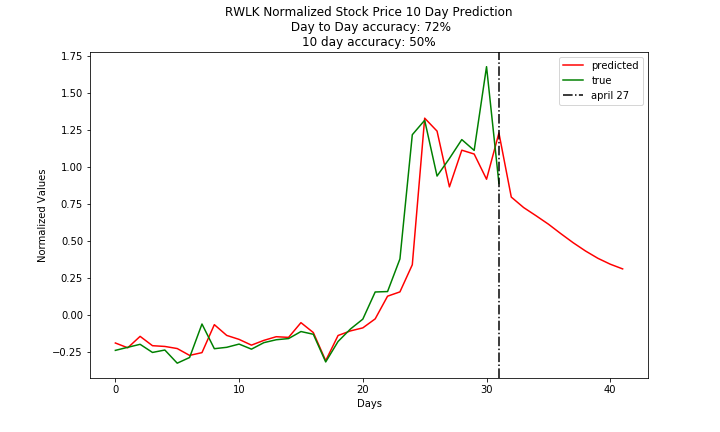 RWLK Normalized Stock Price 10 Day Prediction
Day to Day accuracy: 72%
10 day accuracy: 50%
predicted
true
april 27
Normalized Values
1.75
1.50
1.25
1.00
0.75
0.50
0.25
0.00
−0.25
0 10 20 30 40
Days